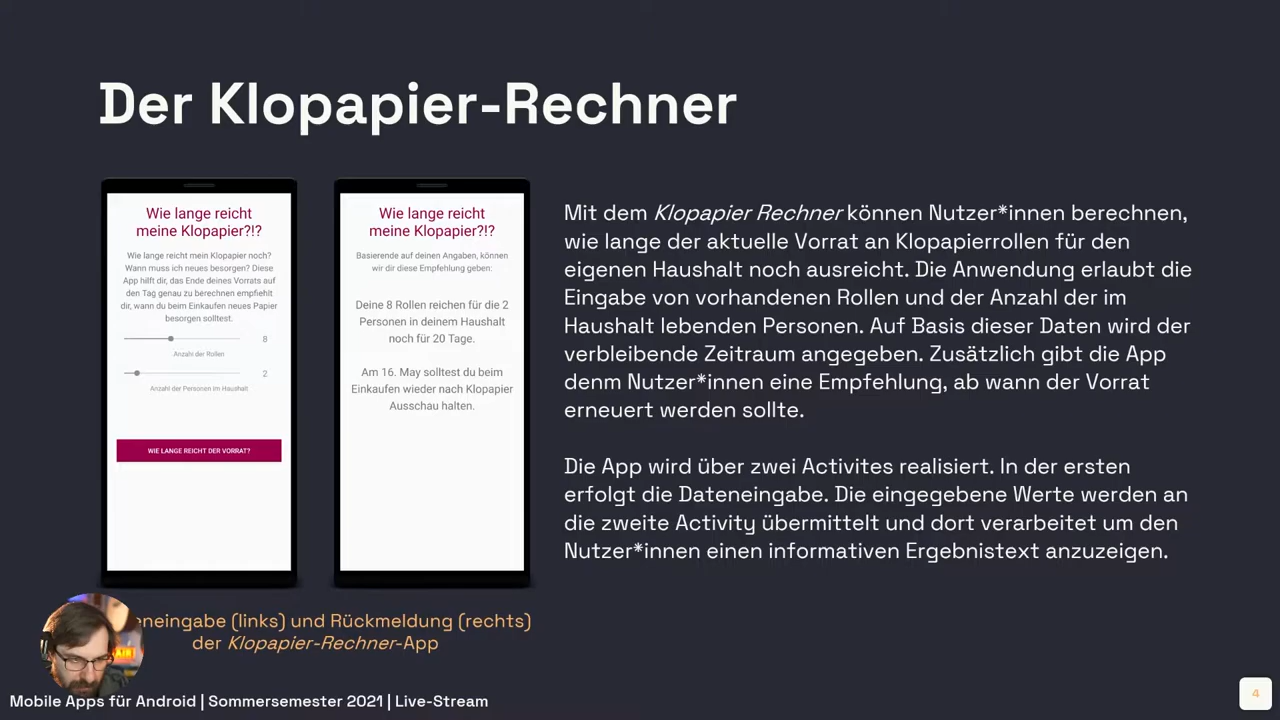 Der Klopapier-Rechner
Wie lange reicht
meine Klopapier?!?
Wie lange reicht mein Klopapier noch?
Wann muss ich neues besorgen? Diese
App hilft dir, das Ende deines Vorrats auf
den Tag genau zu berechnen empfiehlt
dir, wann du beim Einkaufen neues Papier
besorgen solltest.
8
Anzahl der Rollen
2
Anzahl der Personen im Haushalt
WIE LANGE REICHT DER VORRAT?
Wie lange reicht
meine Klopapier?!?
Basierende auf deinen Angaben, können
wir dir diese Empfehlung geben:
Deine 8 Rollen reichen für die 2
Personen in deinem Haushalt
noch für 20 Tage.
Am 16. May solltest du beim
Einkaufen wieder nach Klopapier
Ausschau halten.
Mit dem Klopapier Rechner können Nutzer*innen berechnen,
wie lange der aktuelle Vorrat an Klopapierrollen für den
eigenen Haushalt noch ausreicht. Die Anwendung erlaubt die
Eingabe von vorhandenen Rollen und der Anzahl der im
Haushalt lebenden Personen. Auf Basis dieser Daten wird der
verbleibende Zeitraum angegeben. Zusätzlich gibt die App
denm Nutzer*innen eine Empfehlung, ab wann der Vorrat
erneuert werden sollte.
Die App wird über zwei Activites realisiert. In der ersten
erfolgt die Dateneingabe. Die eingegebene Werte werden an
die zweite Activity übermittelt und dort verarbeitet um den
Nutzer*innen einen informativen Ergebnistext anzuzeigen.
eneingabe (links) und Rückmeldung (rechts)
der Klopapier-Rechner-App
Mobile Apps für Android | Sommersemester 2021 | Live-Stream
4